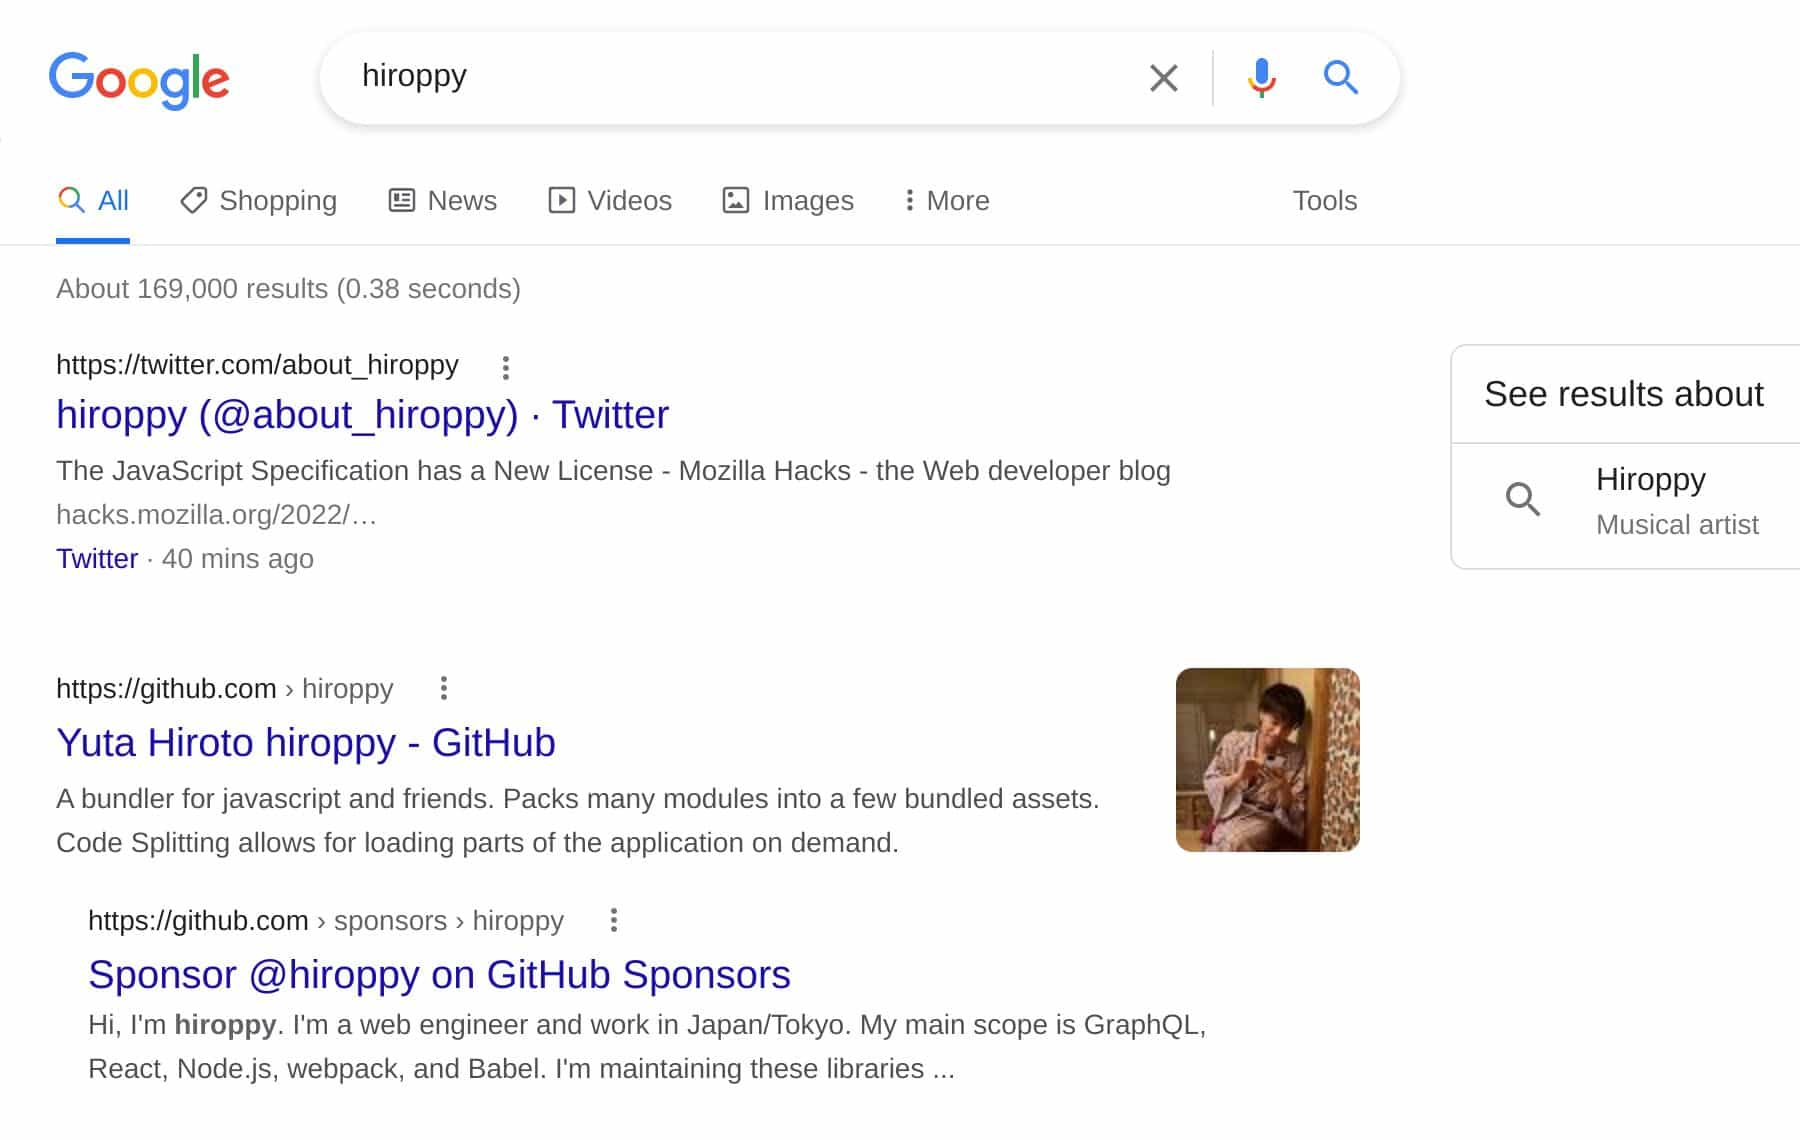 Google
hiroppy
All Shopping News Videos Images More Tools
About 169,000 results (0.38 seconds)
https://twitter.com/about_hiroppy
hiroppy (@about_hiroppy) · Twitter
The JavaScript Specification has a New License - Mozilla Hacks - the Web developer blog
hacks.mozilla.org/2022/…
Twitter · 40 mins ago
See results about
Hiroppy
Musical artist
https://github.com › hiroppy
Yuta Hiroto hiroppy - GitHub
A bundler for javascript and friends. Packs many modules into a few bundled assets.
Code Splitting allows for loading parts of the application on demand.
https://github.com › sponsors › hiroppy
Sponsor @hiroppy on GitHub Sponsors
Hi, I'm hiroppy. I'm a web engineer and work in Japan/Tokyo. My main scope is GraphQL,
React, Node.js, webpack, and Babel. I'm maintaining these libraries ...